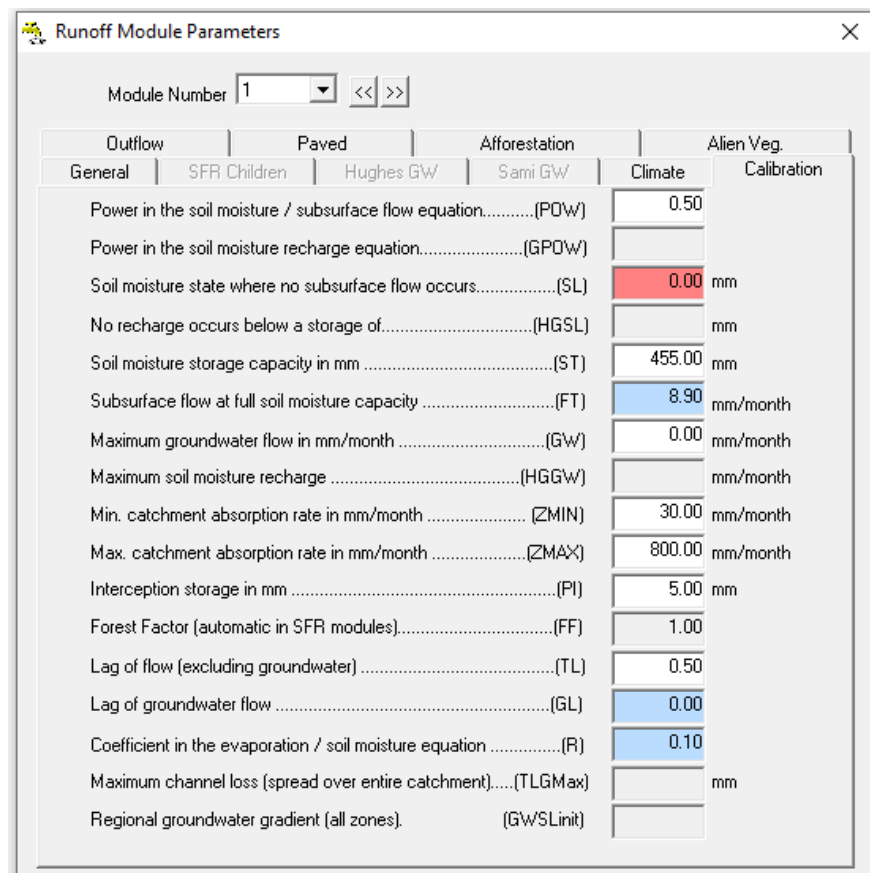 Runoff Module Parameters
Module Number 1 << >>
Outflow Paved Afforestation Alien Veg.
General SFR Children Hughes GW Sami GW Climate Calibration
Power in the soil moisture / subsurface flow equation..........(POW) 0.50
Power in the soil moisture recharge equation......................(GPOW)
Soil moisture state where no subsurface flow occurs................(SL) 0.00 mm
No recharge occurs below a storage of..............................(HGSL) mm
Soil moisture storage capacity in mm ......................................(ST) 455.00 mm
Subsurface flow at full soil moisture capacity ...........................(FT) 8.90 mm/month
Maximum groundwater flow in mm/month .............................(GW) 0.00 mm/month
Maximum soil moisture recharge ......................................(HGGW) mm/month
Min. catchment absorption rate in mm/month .................... (ZMIN) 30.00 mm/month
Max. catchment absorption rate in mm/month ...................(ZMAX) 800.00 mm/month
Interception storage in mm .....................................................(PI) 5.00 mm
Forest Factor (automatic in SFR modules)...............................(FF) 1.00
Lag of flow (excluding groundwater) .......................................(TL) 0.50
Lag of groundwater flow ........................................................(GL) 0.00
Coefficient in the evaporation / soil moisture equation ..............(R) 0.10
Maximum channel loss (spread over entire catchment).....(TLGMax) mm
Regional groundwater gradient (all zones). (GWSLinit)